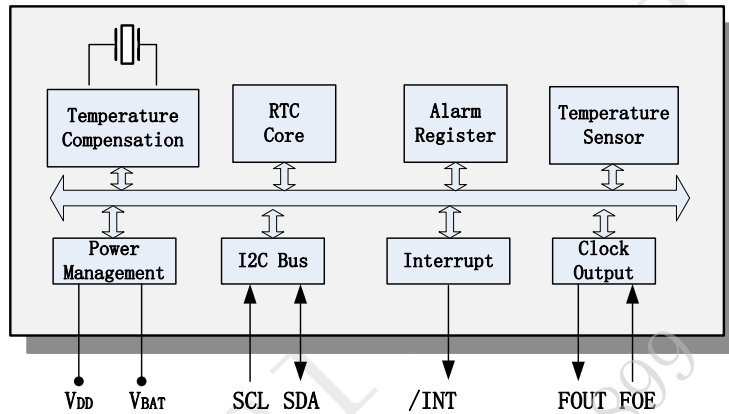 Temperature
Compensation
RTC
Core
Alarm
Register
Temperature
Sensor
Power
Management
I2C Bus
Interrupt
Clock
Output
VDD
VBAT
SCL
SDA
/INT
FOUT
FOE
899